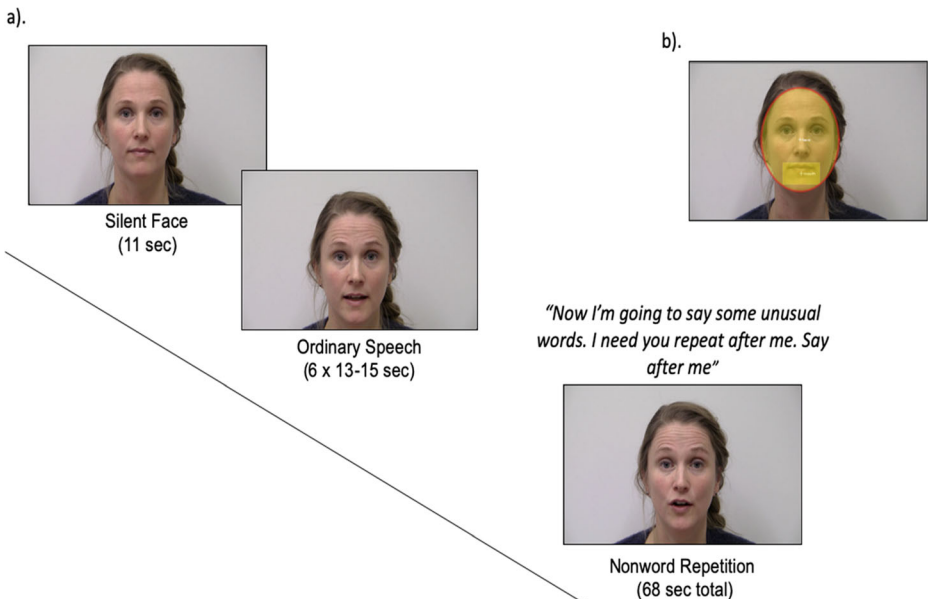 a).
Silent Face
(11 sec)
Ordinary Speech
(6 x 13-15 sec)
b).
“Now I’m going to say some unusual
words. I need you repeat after me. Say
after me”
Nonword Repetition
(68 sec total)